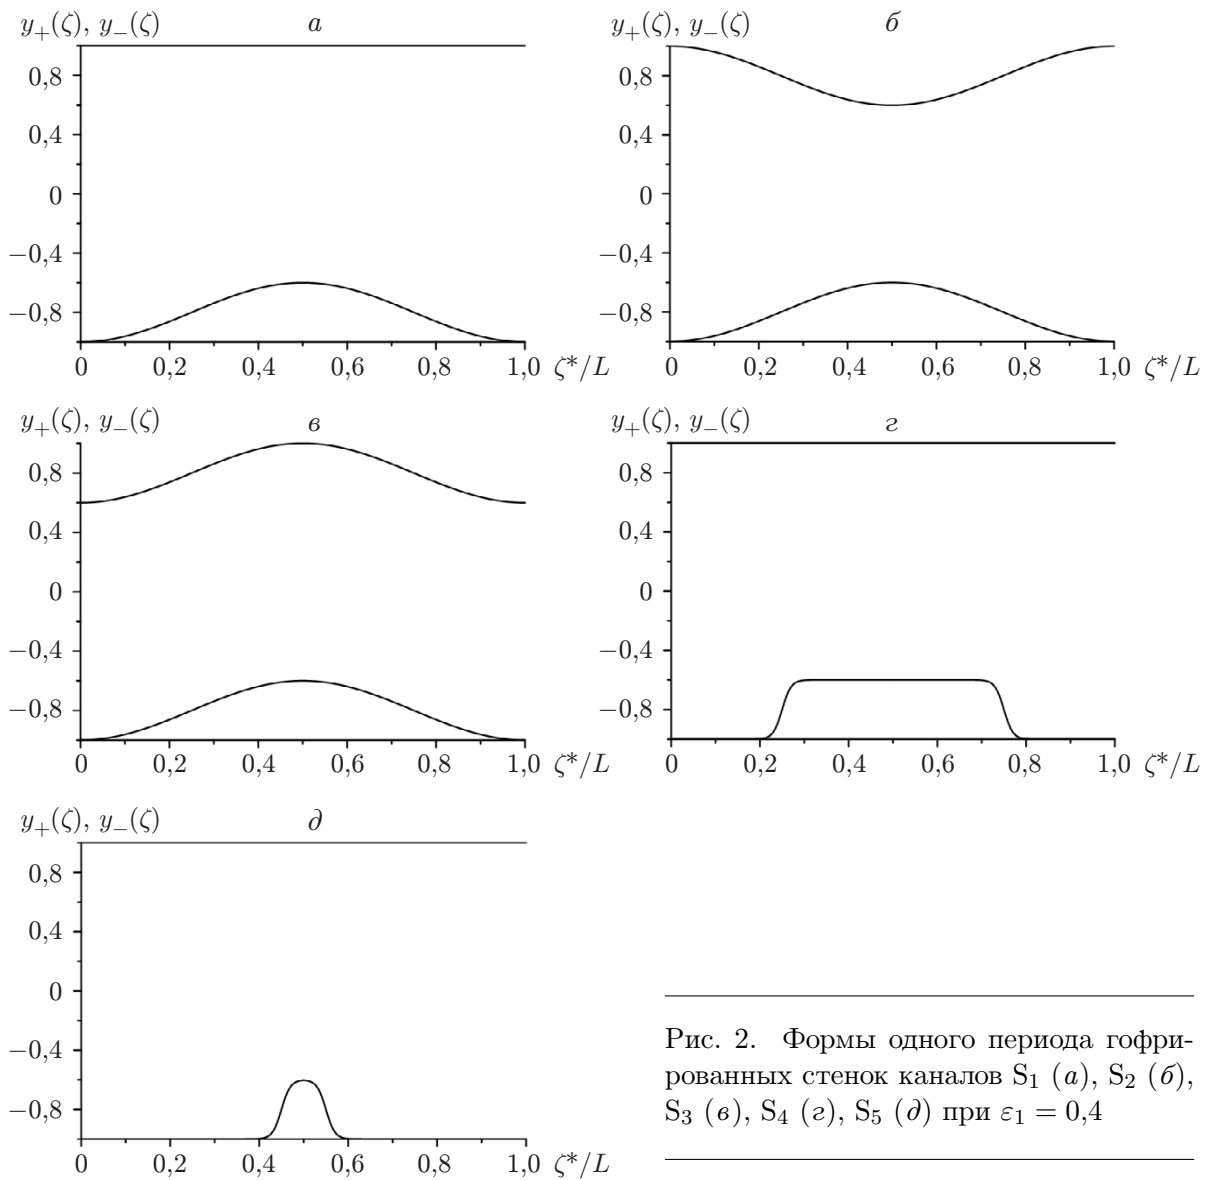 y₊(ζ), y₋(ζ) а
0,8
0,4
0
−0,4
−0,8
0 0,2 0,4 0,6 0,8 1,0 ζ*/L
y₊(ζ), y₋(ζ) б
0,8
0,4
0
−0,4
−0,8
0 0,2 0,4 0,6 0,8 1,0 ζ*/L
y₊(ζ), y₋(ζ) в
0,8
0,4
0
−0,4
−0,8
0 0,2 0,4 0,6 0,8 1,0 ζ*/L
y₊(ζ), y₋(ζ) г
0,8
0,4
0
−0,4
−0,8
0 0,2 0,4 0,6 0,8 1,0 ζ*/L
y₊(ζ), y₋(ζ) д
0,8
0,4
0
−0,4
−0,8
0 0,2 0,4 0,6 0,8 1,0 ζ*/L
Рис. 2. Формы одного периода гофри-
рованных стенок каналов S₁ (а), S₂ (б),
S₃ (в), S₄ (г), S₅ (д) при ε₁ = 0,4